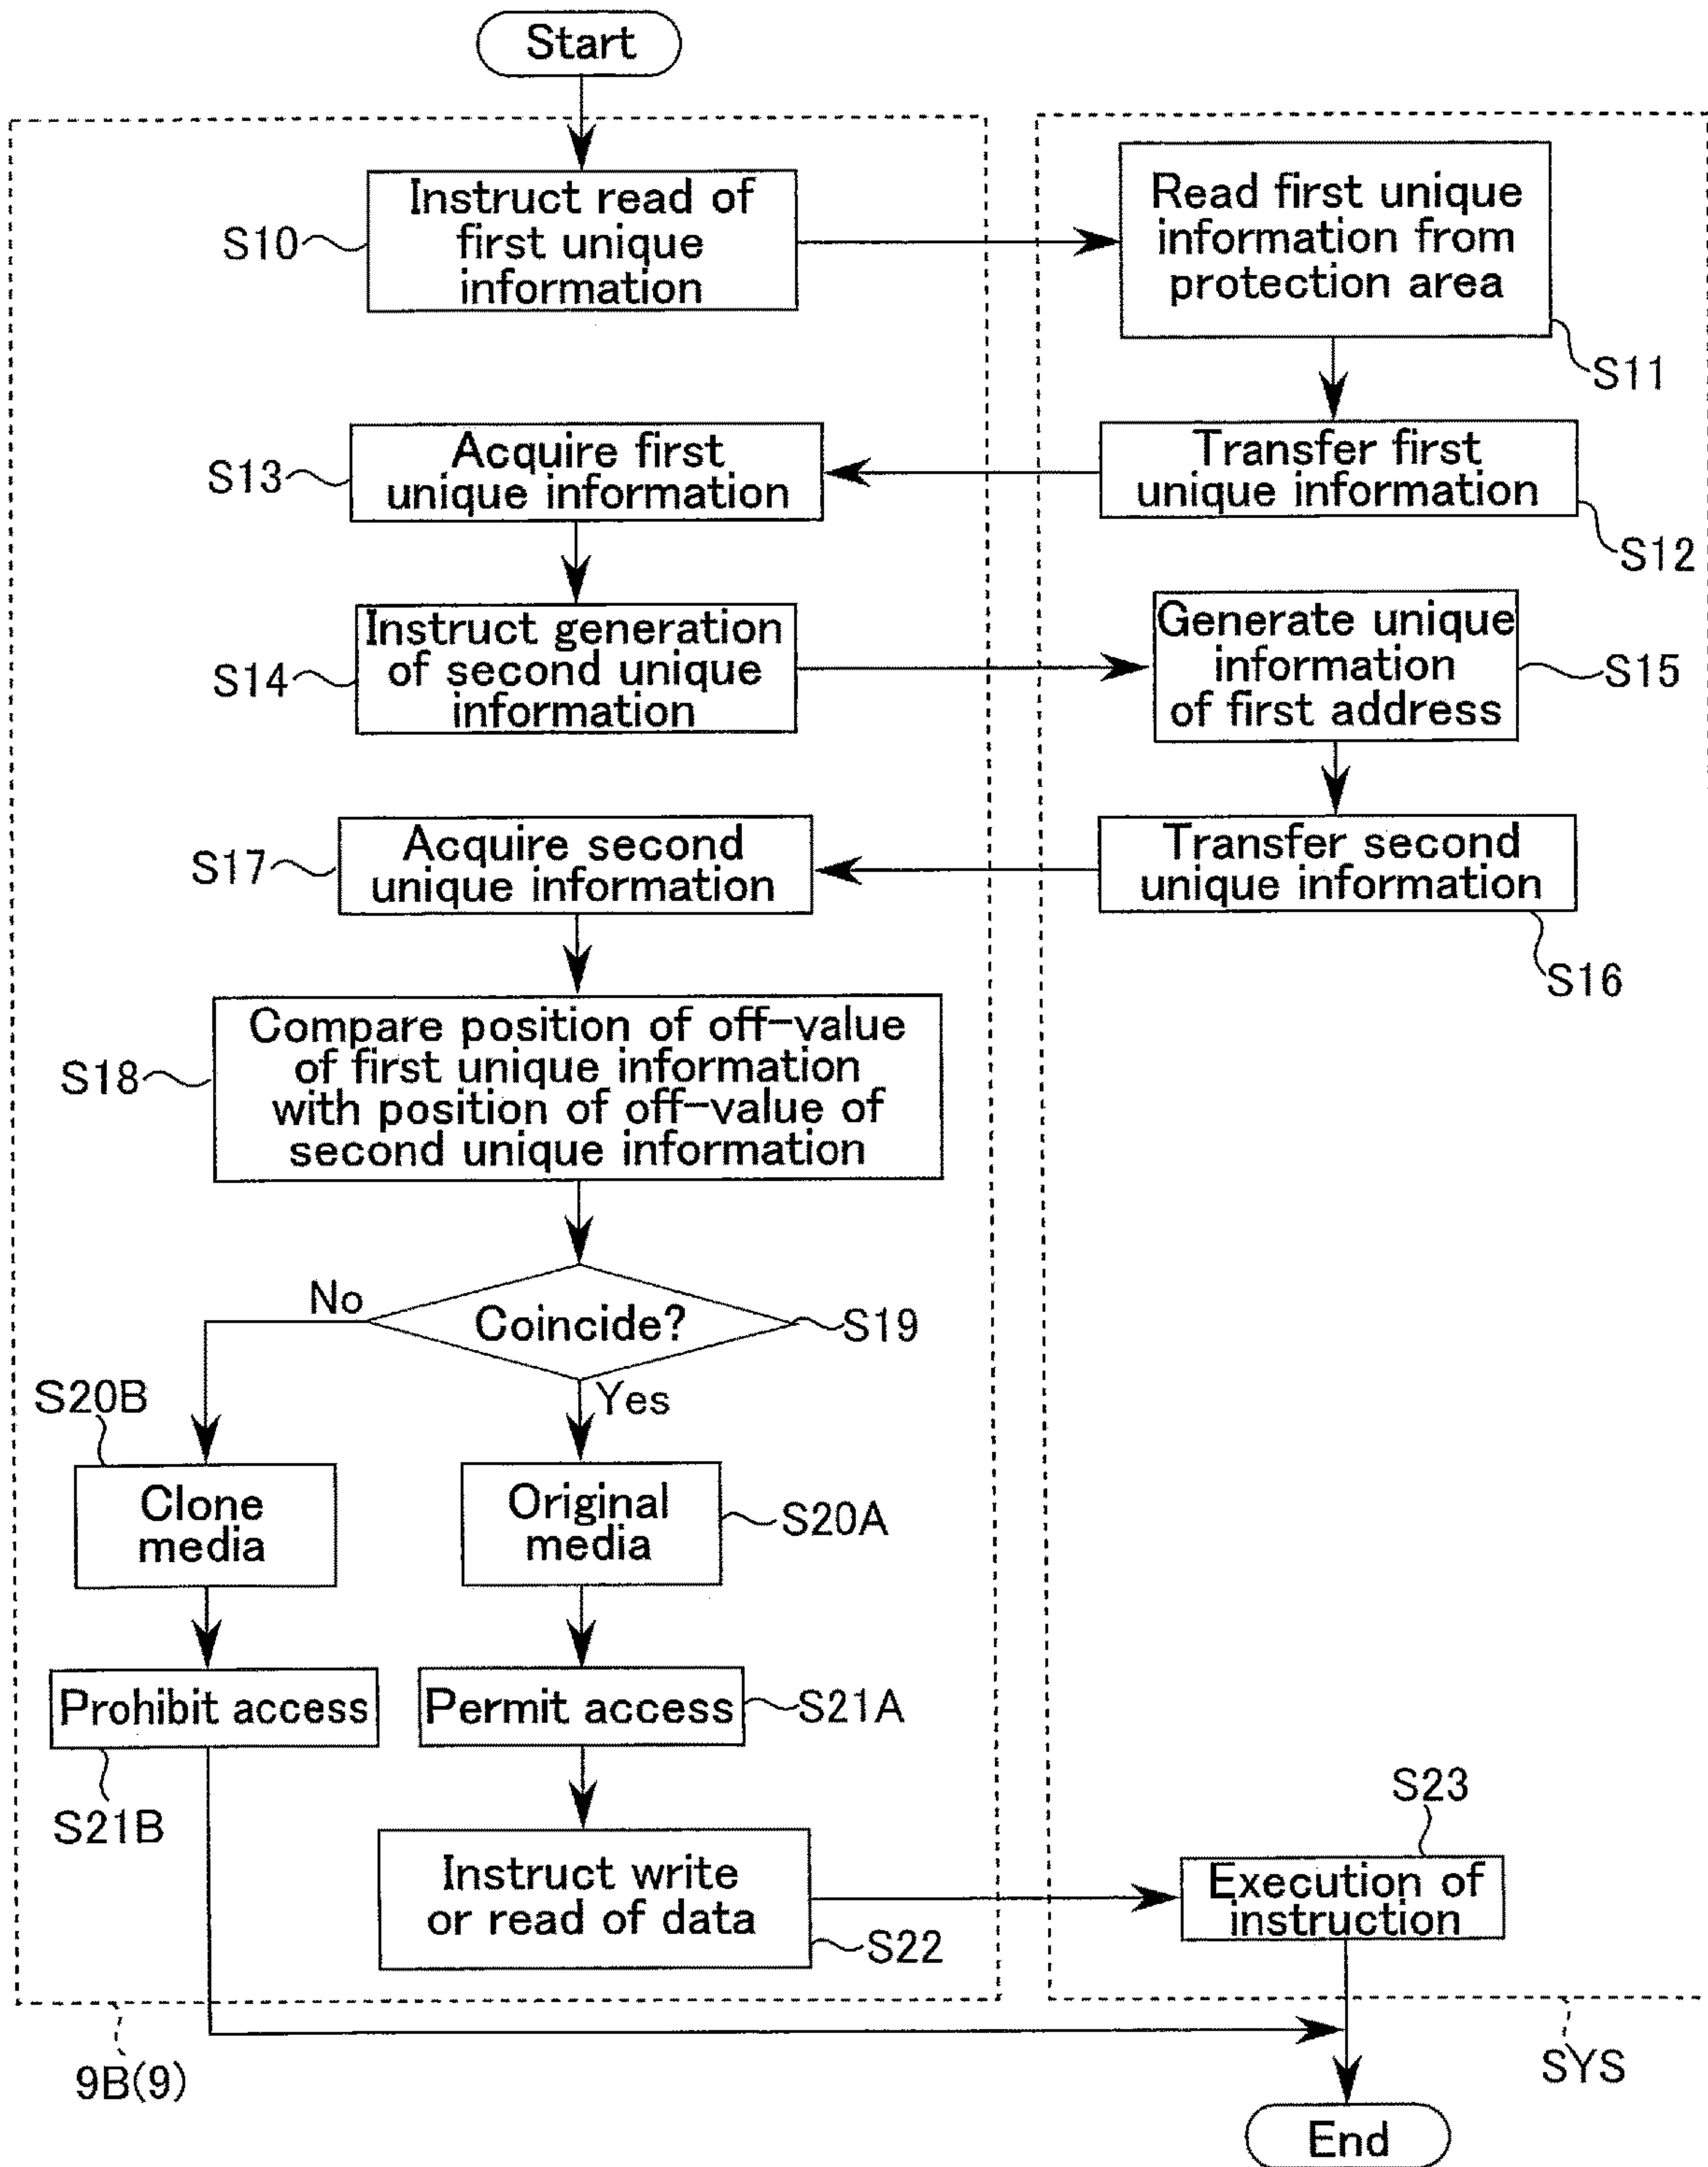 Start
Instruct read of
first unique
information
S10
Read first unique
information from
protection area
S11
Acquire first
unique information
S13
Transfer first
unique information
S12
Instruct generation
of second unique
information
S14
Generate unique
information
of first address
S15
Acquire second
unique information
S17
Transfer second
unique information
S16
Compare position of off-value
of first unique information
with position of off-value of
second unique information
S18
No
Coincide?
S19
Yes
S20B
Clone
media
Original
media
S20A
Prohibit access
Permit access
S21A
S21B
Instruct write
or read of data
S22
S23
Execution of
instruction
9B(9)
SYS
End